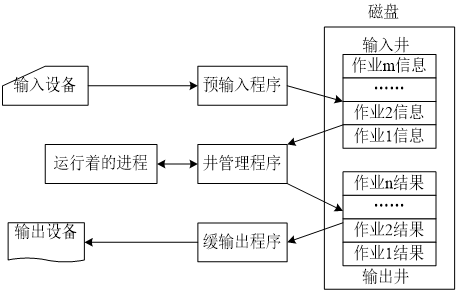 磁盘
输入井
作业m信息
……
作业2信息
作业1信息
输入设备
预输入程序
运行着的进程
井管理程序
作业n结果
……
作业2结果
作业1结果
输出井
输出设备
缓输出程序